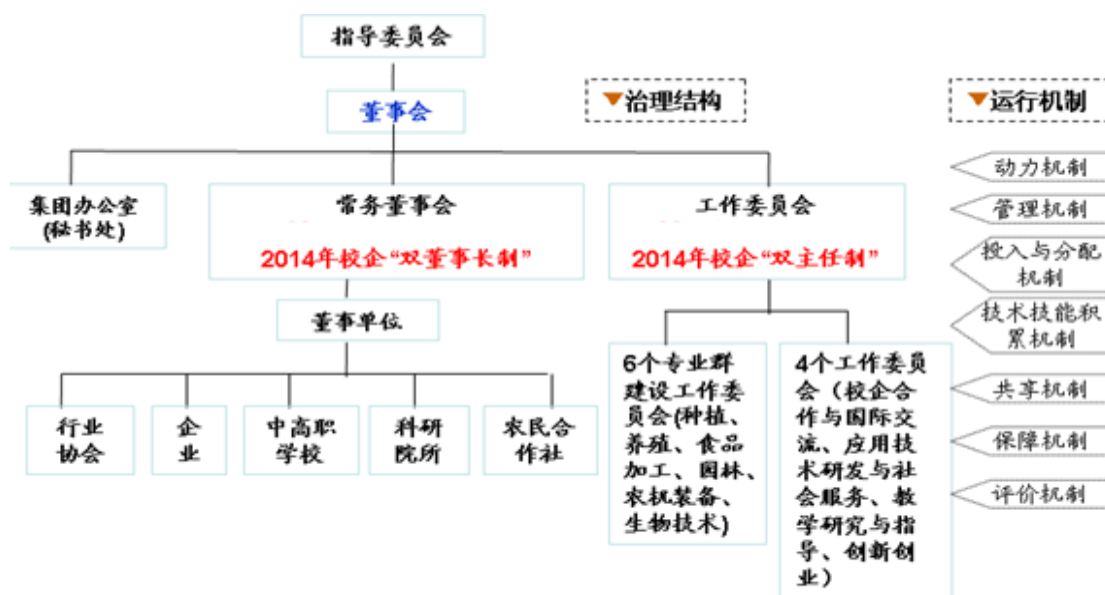 指导委员会
董事会
▼治理结构
▼运行机制
集团办公室
(秘书处)
常务董事会
2014年校企“双董事长制”
工作委员会
2014年校企“双主任制”
董事单位
行业
协会
企
业
中高职
学校
科研
院所
农民合
作社
6个专业群
建设工作委
员会(种植、
养殖、食品
加工、园林、
农机装备、
生物技术)
4个工作委员
会（校企合
作与国际交
流、应用技
术研发与社
会服务、教
学研究与指
导、创新创
业）
动力机制
管理机制
投入与分配
机制
技术技能积
累机制
共享机制
保障机制
评价机制